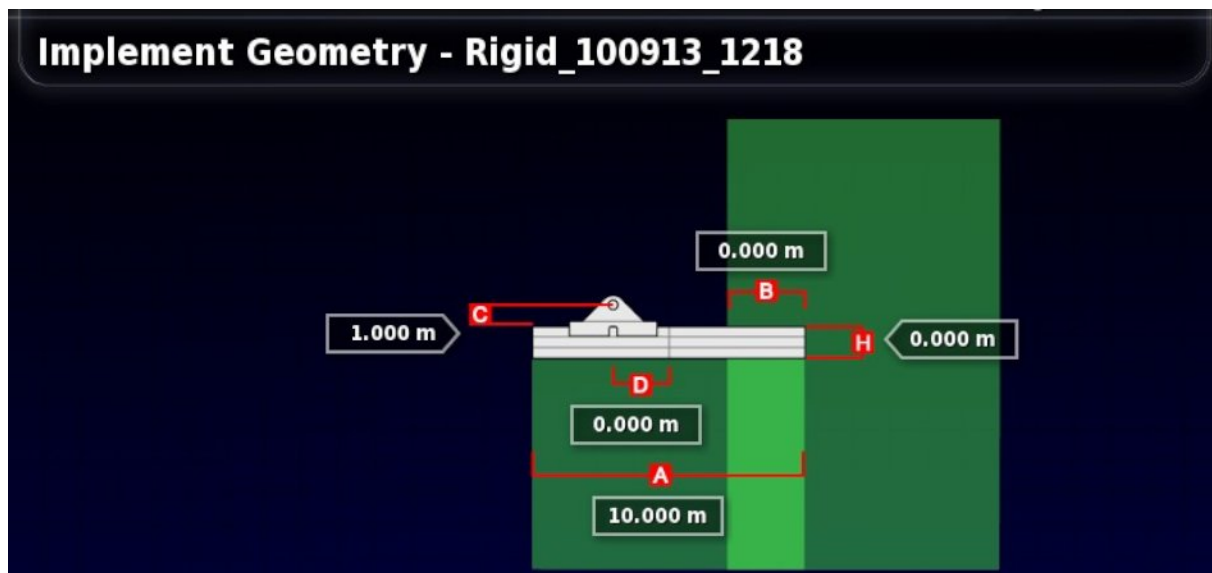 Implement Geometry - Rigid_100913_1218
0.000 m
B
C
1.000 m
H
0.000 m
D
0.000 m
A
10.000 m